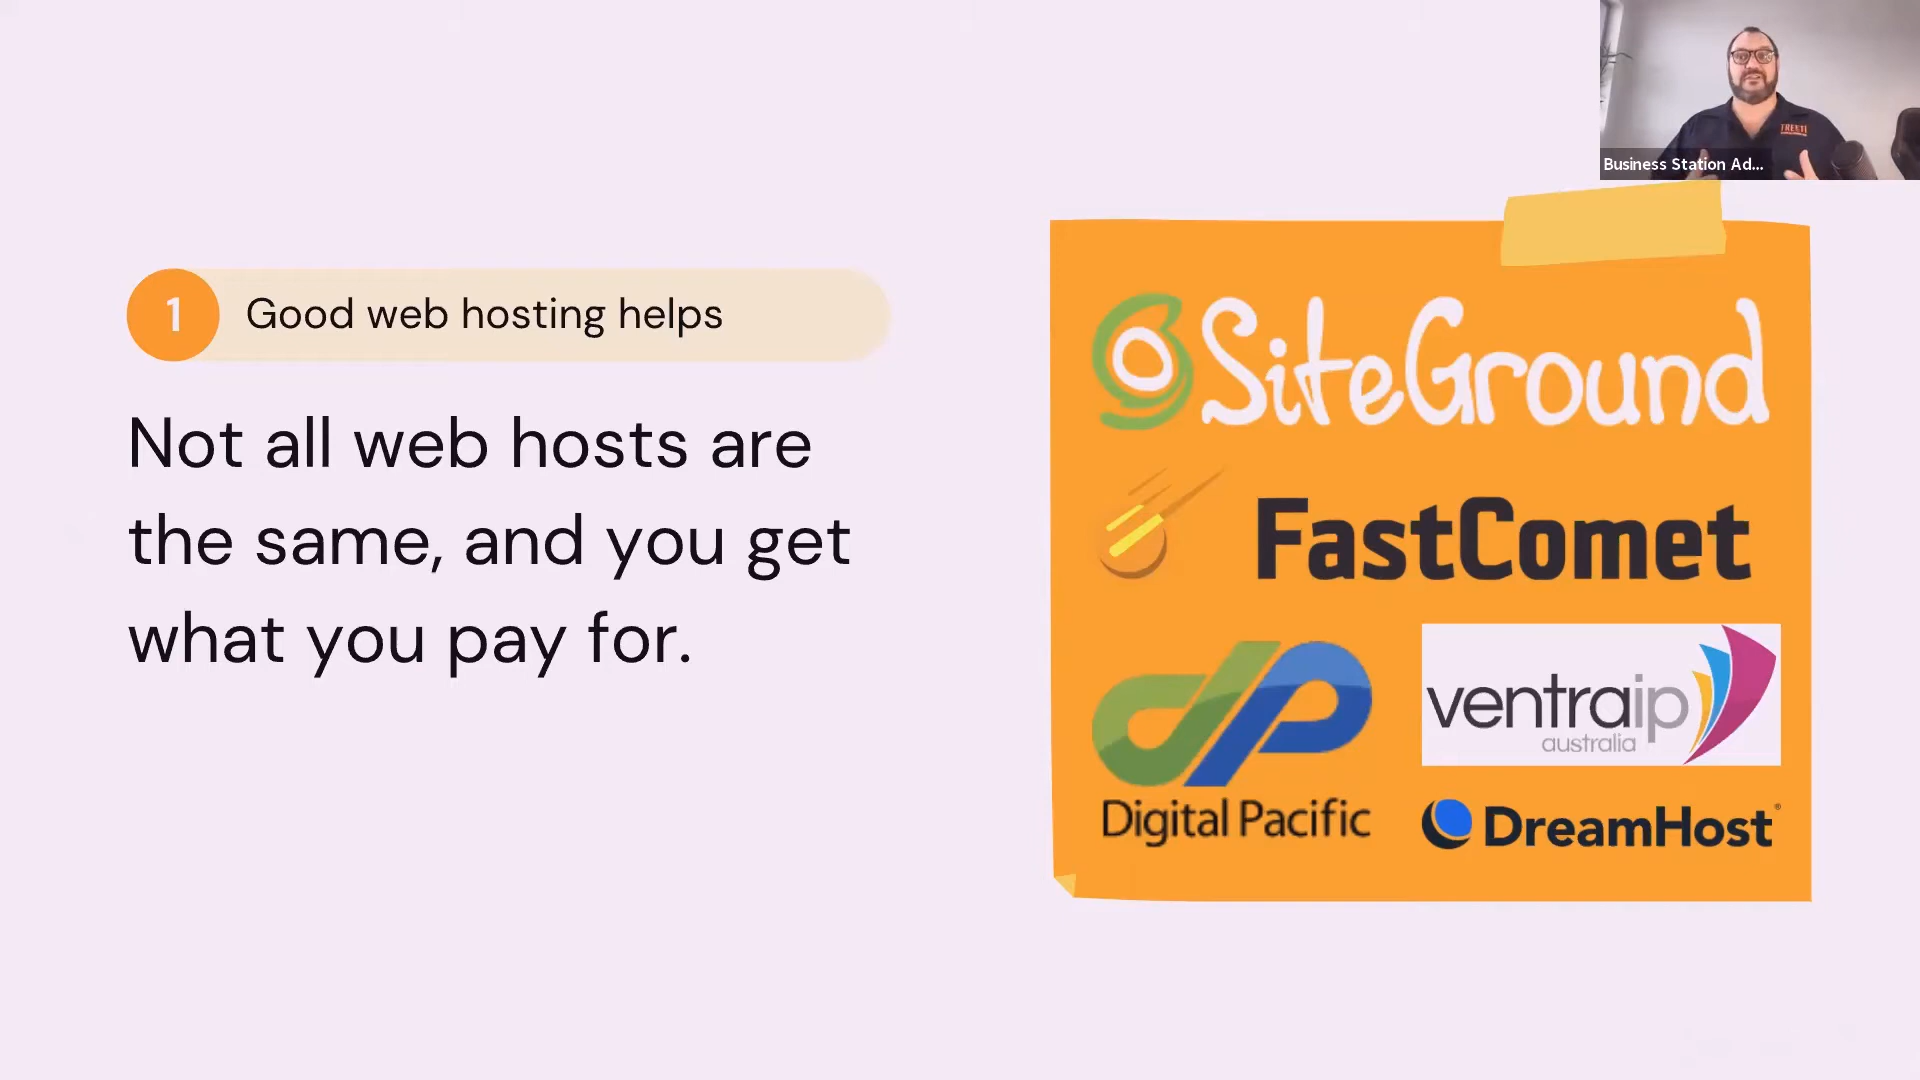 Business Station Ad...
1
Good web hosting helps
Not all web hosts are
the same, and you get
what you pay for.
SiteGround
FastComet
Digital Pacific
ventraip
australia
DreamHost